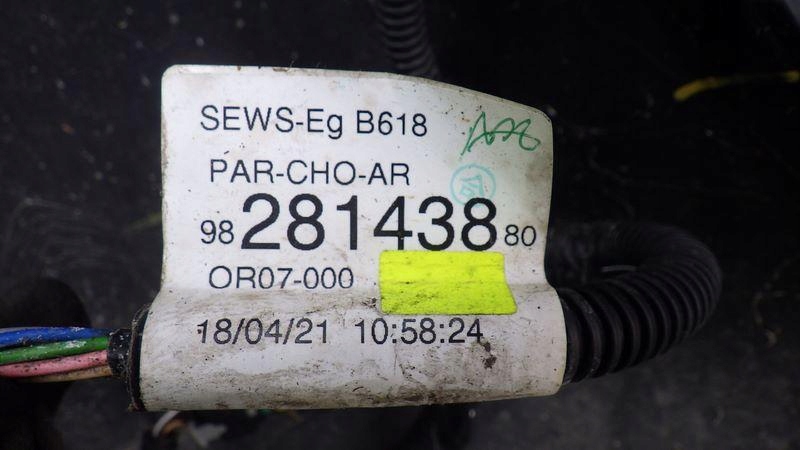 SEWS-Eg B618
PAR-CHO-AR
98 281438 80
OR07-000
18/04/21 10:58:24